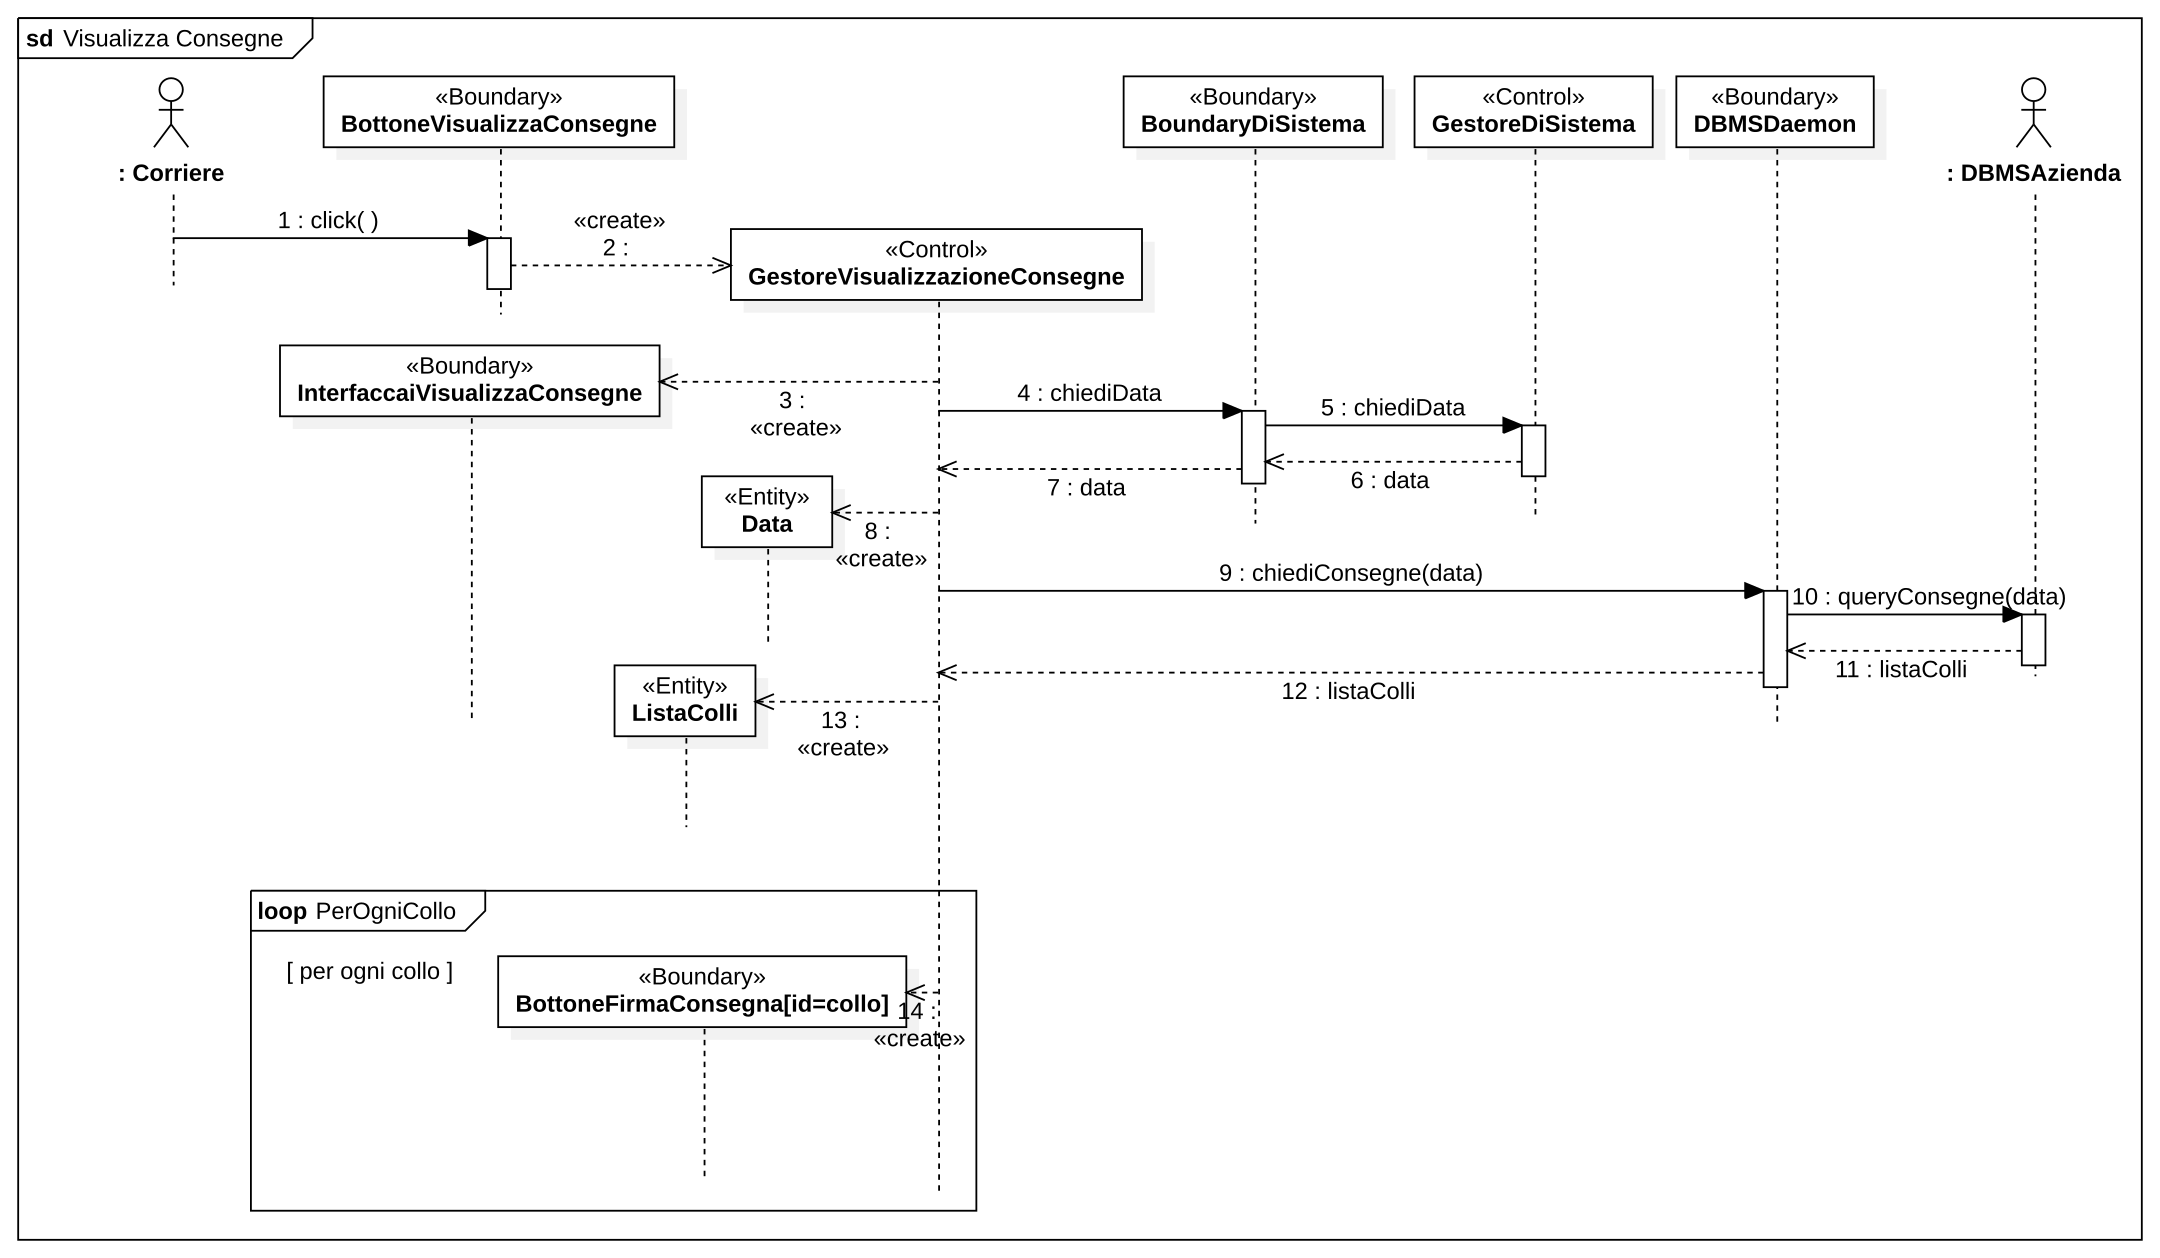 sd Visualizza Consegne
: Corriere
«Boundary»
BottoneVisualizzaConsegne
«Boundary»
BoundaryDiSistema
«Control»
GestoreDiSistema
«Boundary»
DBMSDaemon
: DBMSAzienda
1 : click( )
«create»
2 :
«Control»
GestoreVisualizzazioneConsegne
«Boundary»
InterfaccaiVisualizzaConsegne
3 :
«create»
4 : chiediData
5 : chiediData
6 : data
7 : data
«Entity»
Data
8 :
«create»
9 : chiediConsegne(data)
10 : queryConsegne(data)
11 : listaColli
12 : listaColli
«Entity»
ListaColli
13 :
«create»
loop PerOgniCollo
[ per ogni collo ]
«Boundary»
BottoneFirmaConsegna[id=collo]
14 :
«create»